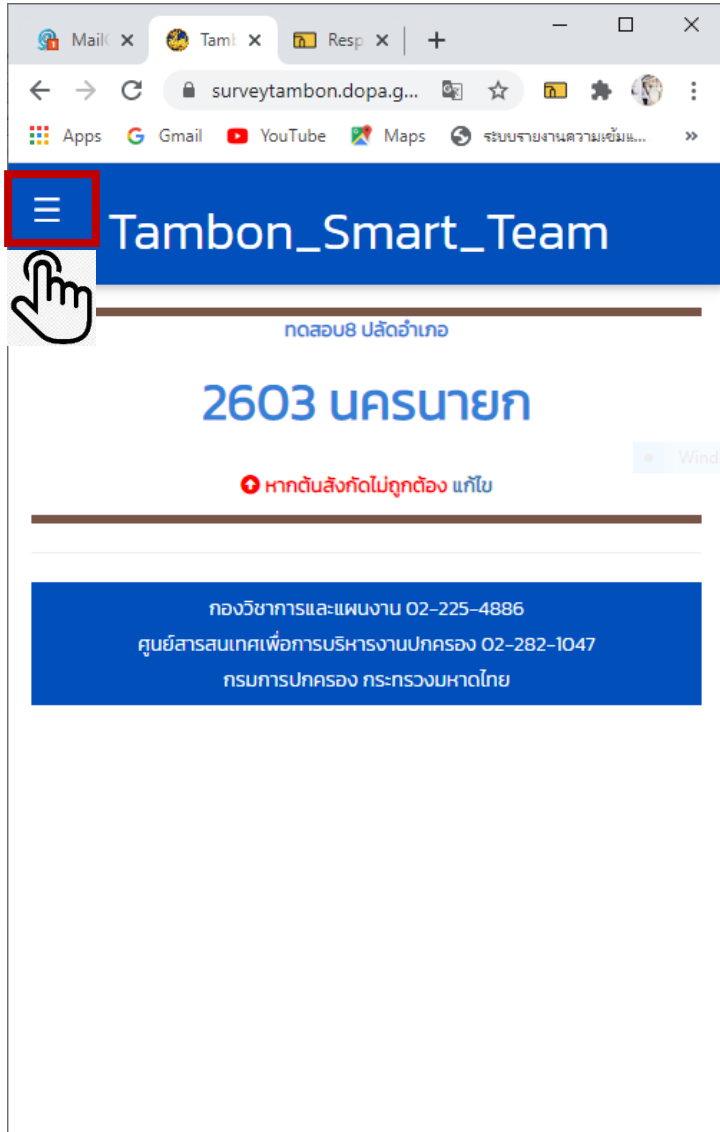 Mail
Tamb
Resp
surveytambon.dopa.g...
Apps
Gmail
YouTube
Maps
ระบบรายงานความเข้มแ...
Tambon_Smart_Team
ทดสอบ8 ปลัดอำเภอ
2603 นครนายก
Wind
หากต้นสังกัดไม่ถูกต้อง แก้ไข
กองวิชาการและแผนงาน 02-225-4886
ศูนย์สารสนเทศเพื่อการบริหารงานปกครอง 02-282-1047
กรมการปกครอง กระทรวงมหาดไทย